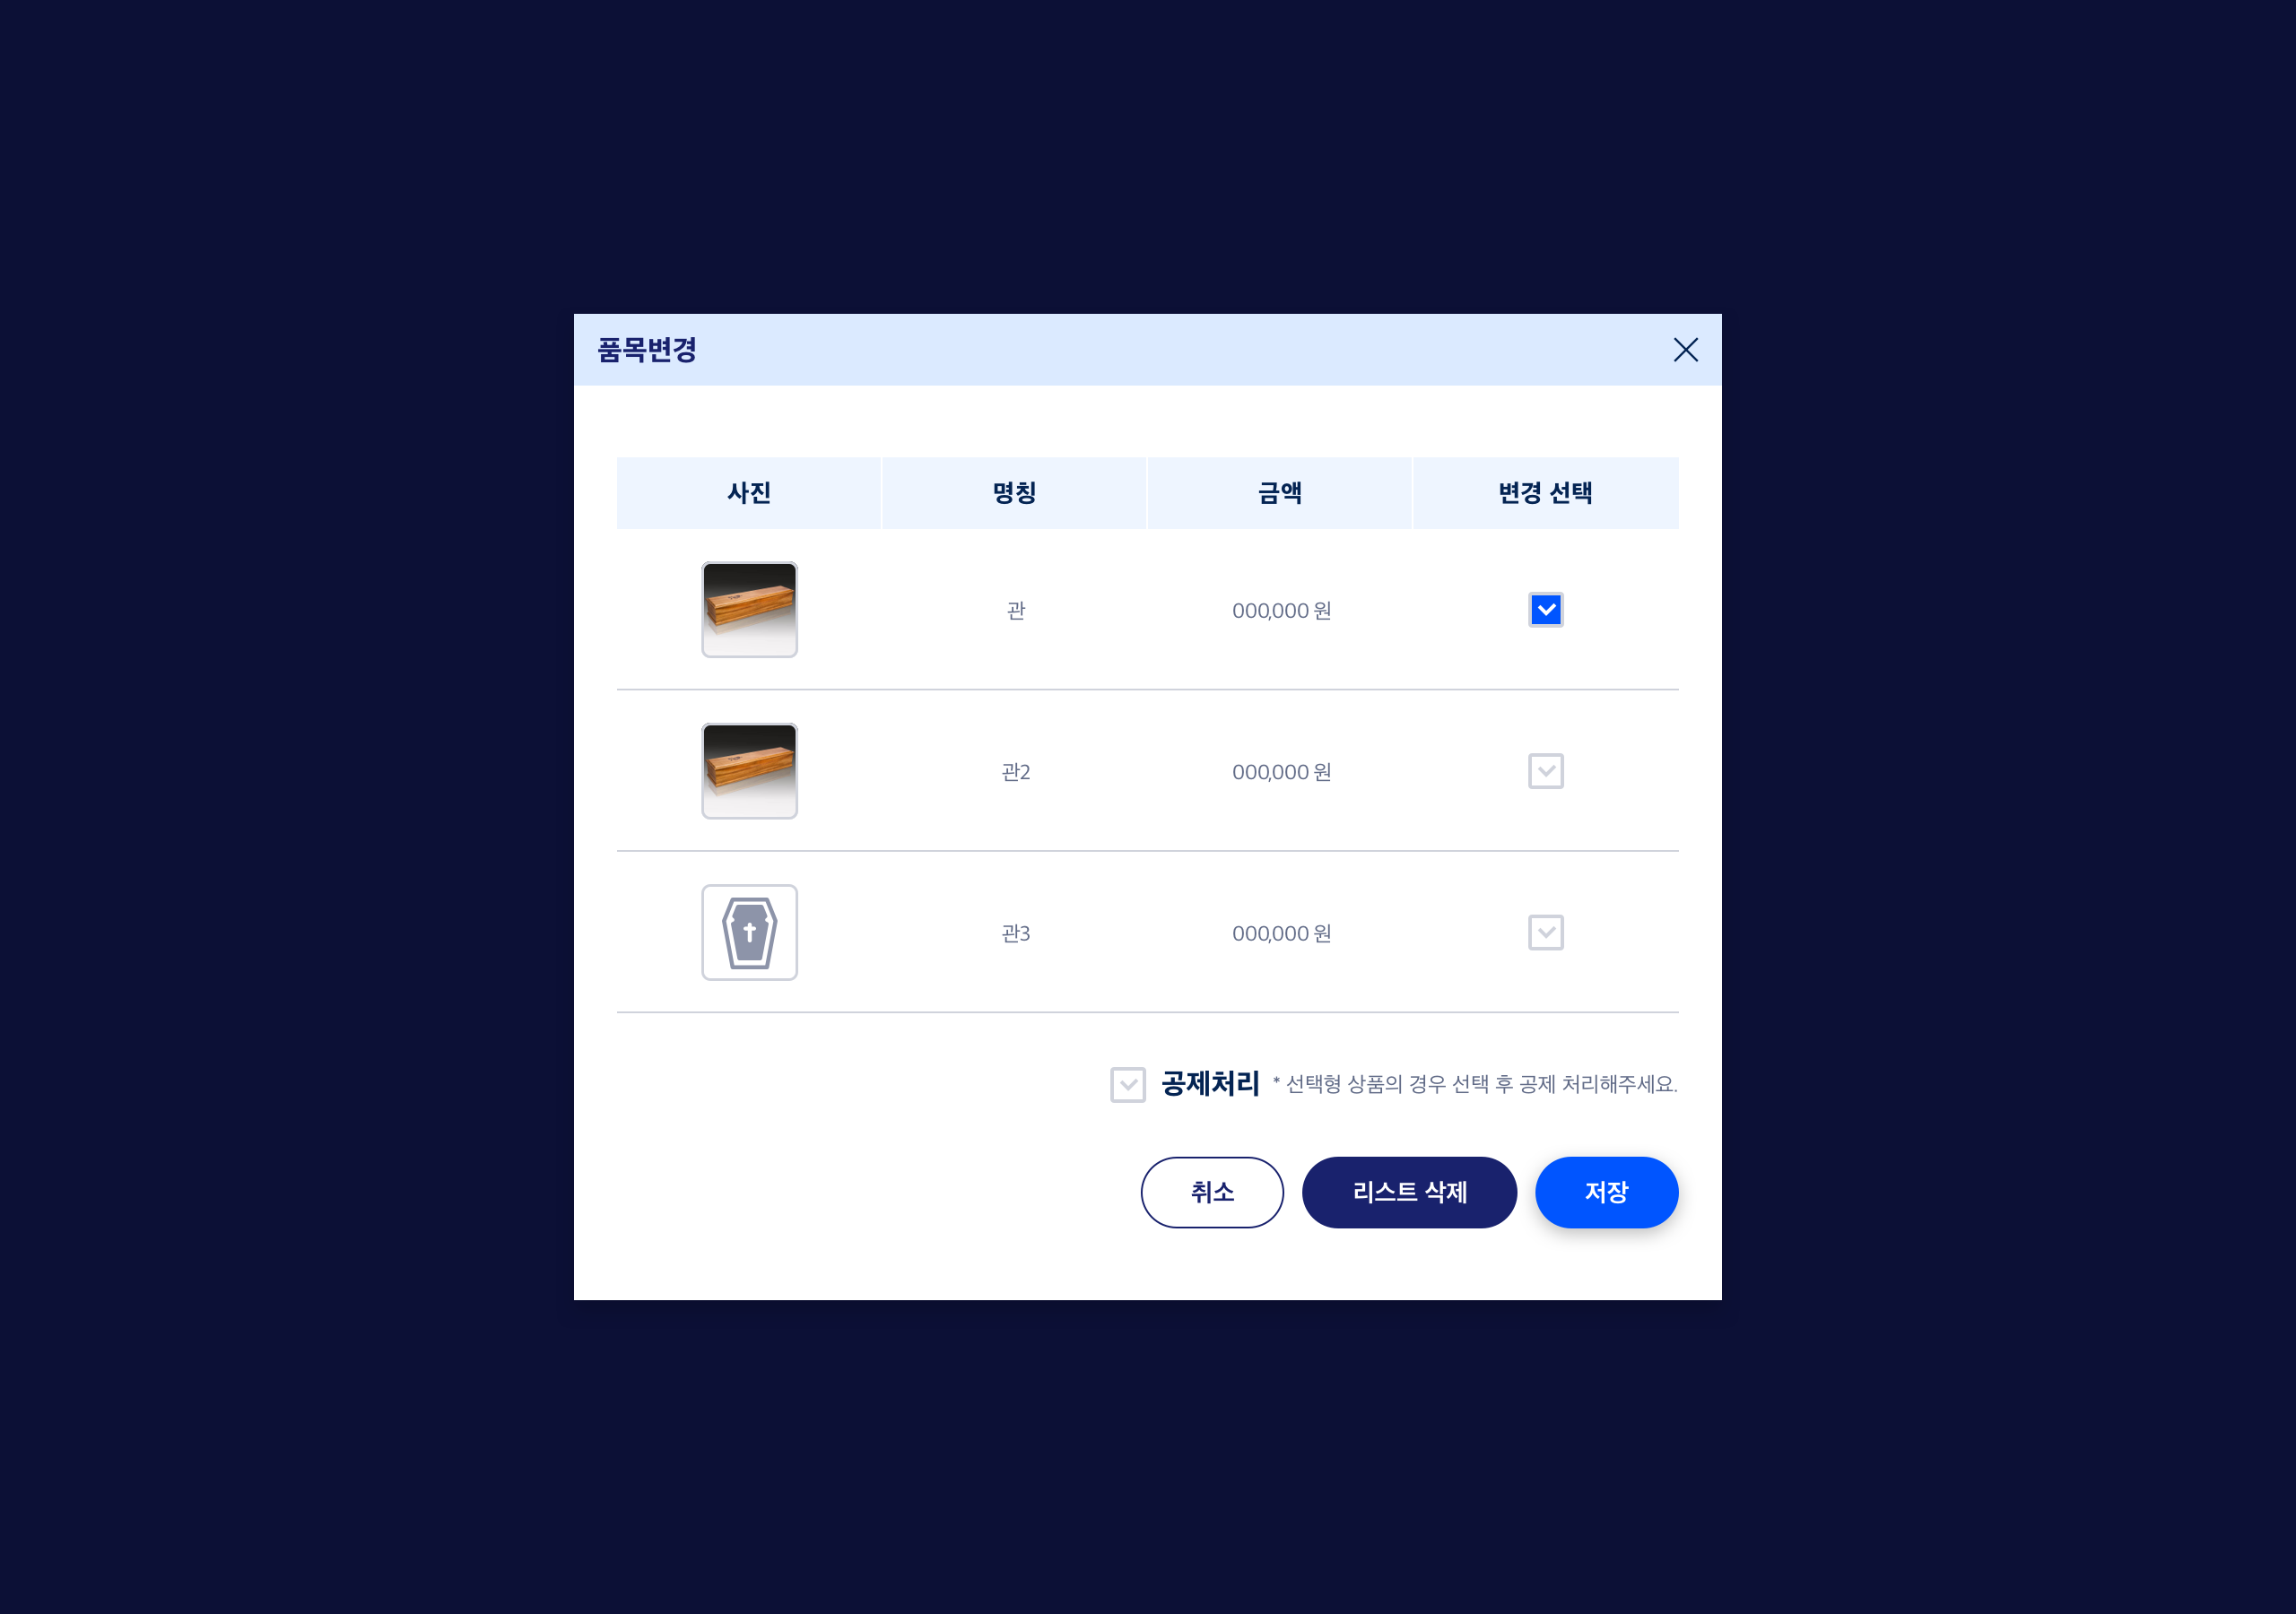 품목변경
사진 명칭 금액 변경 선택
관 000,000 원
관2 000,000 원
관3 000,000 원
공제처리 * 선택형 상품의 경우 선택 후 공제 처리해주세요.
취소 리스트 삭제 저장